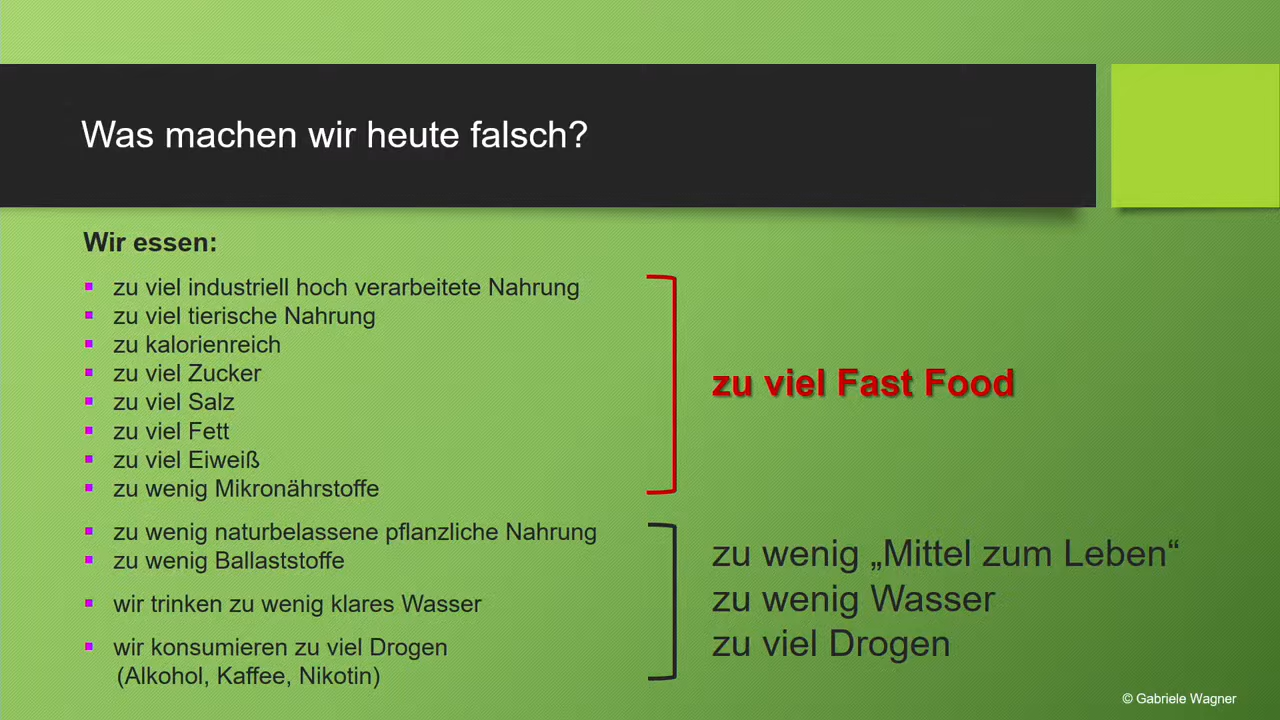 Was machen wir heute falsch?
Wir essen:
▪ zu viel industriell hoch verarbeitete Nahrung
▪ zu viel tierische Nahrung
▪ zu kalorienreich
▪ zu viel Zucker
▪ zu viel Salz
▪ zu viel Fett
▪ zu viel Eiweiß
▪ zu wenig Mikronährstoffe
zu viel Fast Food
▪ zu wenig naturbelassene pflanzliche Nahrung
▪ zu wenig Ballaststoffe
▪ wir trinken zu wenig klares Wasser
▪ wir konsumieren zu viel Drogen
(Alkohol, Kaffee, Nikotin)
zu wenig „Mittel zum Leben“
zu wenig Wasser
zu viel Drogen
© Gabriele Wagner